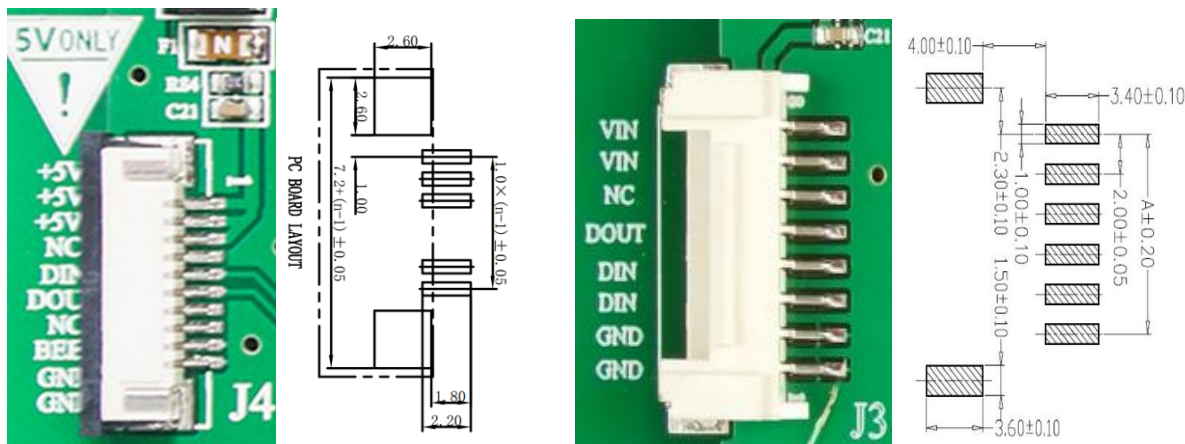 5V ONLY
!
F1
N
R84
C21
+5V
+5V
+5V
NC
DIN
DOUT
NC
BEE
GND
GND
J4
2.60
2.60
PC BOARD LAYOUT
7.2+(n-1)±0.05
1.00
1.0×(n-1)±0.05
1.80
2.20
C21
VIN
VIN
NC
DOUT
DIN
DIN
GND
GND
J3
4.00±0.10
3.40±0.10
2.30±0.10
1.00±0.10
2.00±0.05
A±0.20
1.50±0.10
3.60±0.10